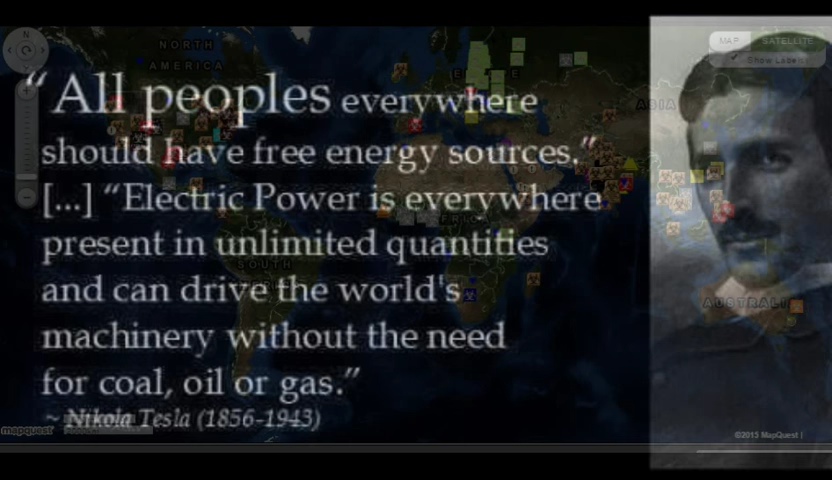 “All peoples everywhere
should have free energy sources.”
[...] “Electric Power is everywhere
present in unlimited quantities
and can drive the world's
machinery without the need
for coal, oil or gas.”
~ Nikola Tesla (1856-1943)
N
NORTH
AMERICA
SOUTH
AFRICA
ASIA
AUSTRALI
MAP
SATELLITE
Show Labels
mapquest
©2015 MapQuest |